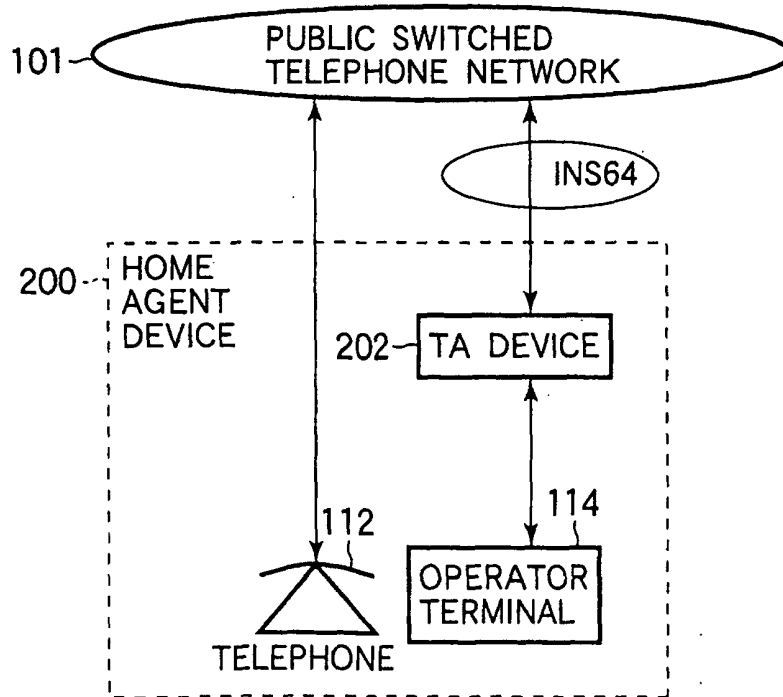 PUBLIC SWITCHED
TELEPHONE NETWORK
101
INS64
HOME
AGENT
DEVICE
200
202
TA DEVICE
112
114
OPERATOR
TERMINAL
TELEPHONE